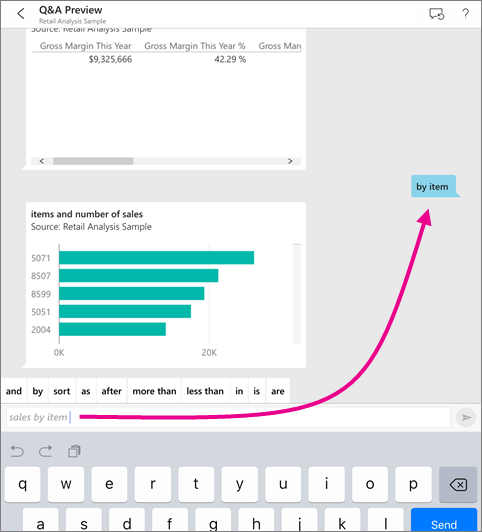 Q&A Preview
Retail Analysis Sample
?
Source: Retail Analysis Sample
Gross Margin This Year Gross Margin This Year % Gross Mar
$9,325,666 42.29 %
by item
items and number of sales
Source: Retail Analysis Sample
5071
8507
8599
5051
2004
0K 20K
and by sort as after more than less than in is are
sales by item
q w e r t y u i o p
a s d f g h j k l Send